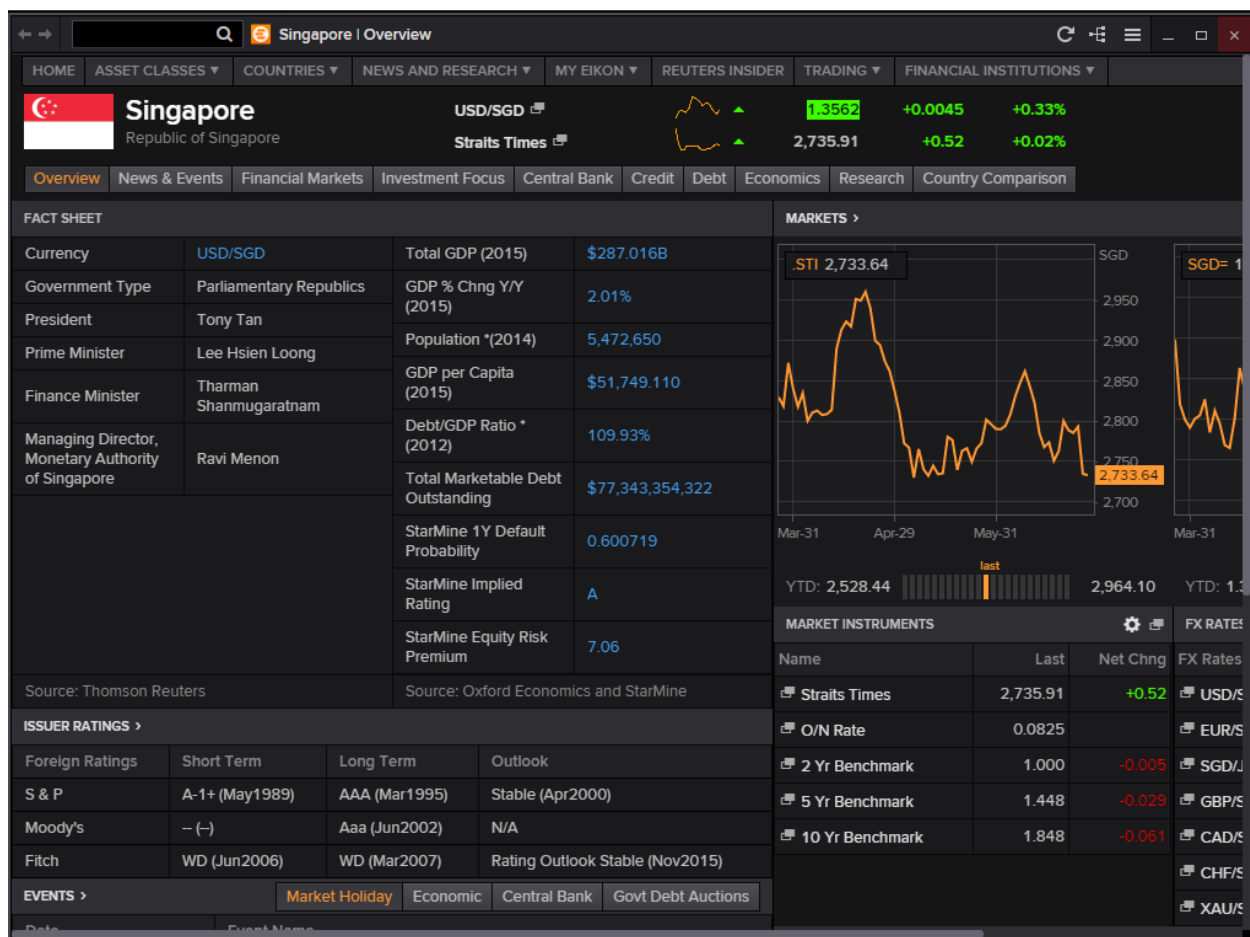 Singapore | Overview
HOME ASSET CLASSES ▼ COUNTRIES ▼ NEWS AND RESEARCH ▼ MY EIKON ▼ REUTERS INSIDER TRADING ▼ FINANCIAL INSTITUTIONS ▼
Singapore
Republic of Singapore
USD/SGD 1.3562 +0.0045 +0.33%
Straits Times 2,735.91 +0.52 +0.02%
Overview News & Events Financial Markets Investment Focus Central Bank Credit Debt Economics Research Country Comparison
FACT SHEET
Currency USD/SGD
Government Type Parliamentary Republics
President Tony Tan
Prime Minister Lee Hsien Loong
Finance Minister Tharman
Shanmugaratnam
Managing Director,
Monetary Authority
of Singapore
Ravi Menon
Source: Thomson Reuters
Total GDP (2015) $287.016B
GDP % Chng Y/Y
(2015)
2.01%
Population *(2014) 5,472,650
GDP per Capita
(2015)
$51,749.110
Debt/GDP Ratio *
(2012)
109.93%
Total Marketable Debt
Outstanding
$77,343,354,322
StarMine 1Y Default
Probability
0.600719
StarMine Implied
Rating
A
StarMine Equity Risk
Premium
7.06
Source: Oxford Economics and StarMine
ISSUER RATINGS >
Foreign Ratings Short Term Long Term Outlook
S & P A-1+ (May1989) AAA (Mar1995) Stable (Apr2000)
Moody's -- (--) Aaa (Jun2002) N/A
Fitch WD (Jun2006) WD (Mar2007) Rating Outlook Stable (Nov2015)
EVENTS > Market Holiday Economic Central Bank Govt Debt Auctions
MARKETS >
.STI 2,733.64
SGD
2,950
2,900
2,850
2,800
2,750
2,733.64
2,700
Mar-31 Apr-29 May-31
SGD= 1
Mar-31
last
YTD: 2,528.44 2,964.10
YTD: 1.
MARKET INSTRUMENTS
Name Last Net Chng
Straits Times 2,735.91 +0.52
O/N Rate 0.0825
2 Yr Benchmark 1.000 -0.005
5 Yr Benchmark 1.448 -0.029
10 Yr Benchmark 1.848 -0.061
FX RATES
FX Rates
USD/S
EUR/S
SGD/J
GBP/S
CAD/S
CHF/S
XAU/S